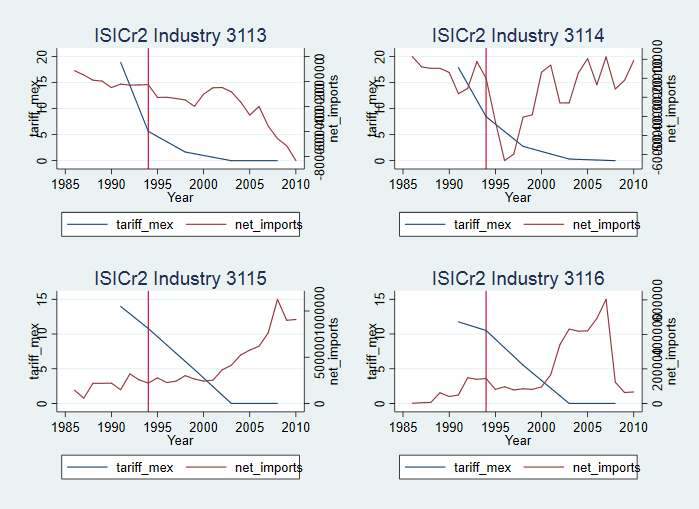 ISICr2 Industry 3113
20
15
10
5
0
tariff_mex
net_imports
1985 1990 1995 2000 2005 2010
Year
tariff_mex net_imports
ISICr2 Industry 3114
20
15
10
5
0
tariff_mex
net_imports
1985 1990 1995 2000 2005 2010
Year
tariff_mex net_imports
ISICr2 Industry 3115
15
10
5
0
tariff_mex
0 500000 1000000
net_imports
1985 1990 1995 2000 2005 2010
Year
tariff_mex net_imports
ISICr2 Industry 3116
15
10
5
0
tariff_mex
0
net_imports
1985 1990 1995 2000 2005 2010
Year
tariff_mex net_imports